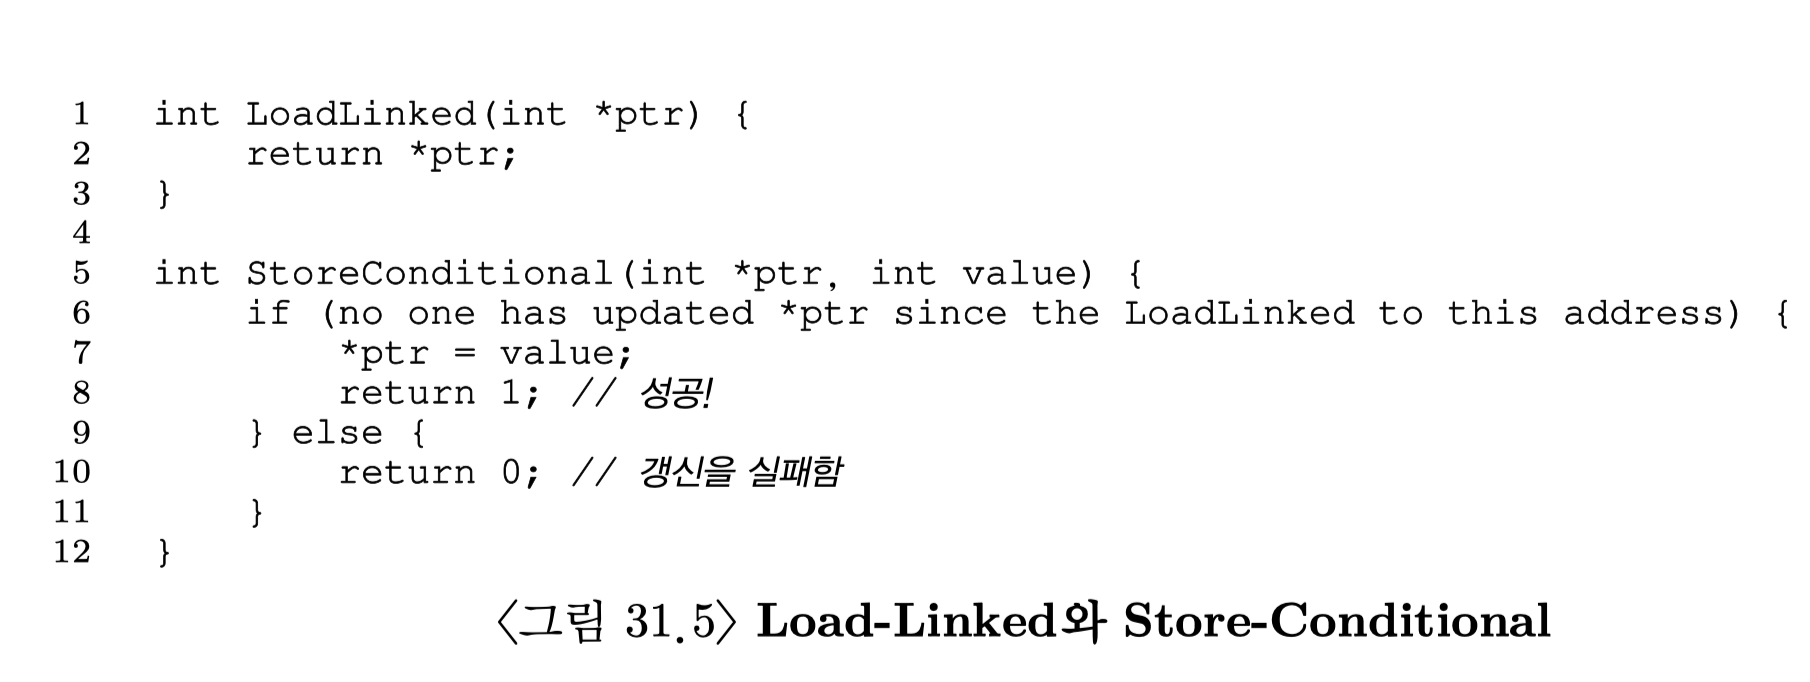 1 int LoadLinked(int *ptr) {
2     return *ptr;
3 }
4
5 int StoreConditional(int *ptr, int value) {
6     if (no one has updated *ptr since the LoadLinked to this address) {
7         *ptr = value;
8         return 1; // 성공!
9     } else {
10         return 0; // 갱신을 실패함
11     }
12 }
〈그림 31.5〉 Load-Linked와 Store-Conditional